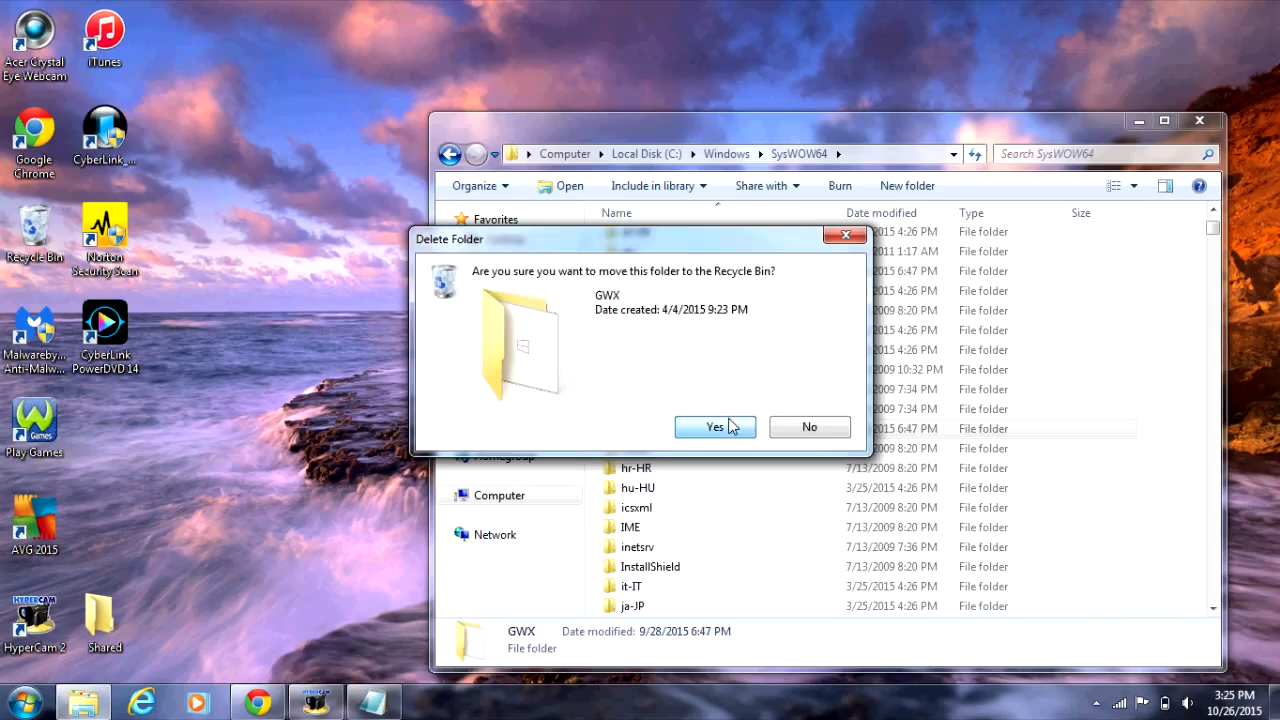 Acer Crystal
Eye Webcam
iTunes
Google
Chrome
CyberLink_...
Recycle Bin
Norton
Security Scan
Malwareby...
Anti-Malw...
CyberLink
PowerDVD 14
Games
Play Games
AVG 2015
HYPERCAM
HyperCam 2
Shared
Computer
Local Disk (C:)
Windows
SysWOW64
Search SysWOW64
Organize
Open
Include in library
Share with
Burn
New folder
Favorites
Name
Date modified
Type
Size
2015 4:26 PM File folder
2011 1:17 AM File folder
2015 6:47 PM File folder
2009 8:20 PM File folder
2015 4:26 PM File folder
2015 4:26 PM File folder
2009 10:32 PM File folder
2009 7:34 PM File folder
2009 7:34 PM File folder
2015 6:47 PM File folder
2009 8:20 PM File folder
Delete Folder
Are you sure you want to move this folder to the Recycle Bin?
GWX
Date created: 4/4/2015 9:23 PM
Yes
No
Homegroup
Computer
Network
hr-HR 7/13/2009 8:20 PM File folder
hu-HU 3/25/2015 4:26 PM File folder
icsxml 7/13/2009 8:20 PM File folder
IME 7/13/2009 8:20 PM File folder
inetsrv 7/13/2009 7:36 PM File folder
InstallShield 7/13/2009 8:20 PM File folder
it-IT 3/25/2015 4:26 PM File folder
ja-JP 3/25/2015 4:26 PM File folder
GWX Date modified: 9/28/2015 6:47 PM
File folder
HYPERCAM
3:25 PM
10/26/2015